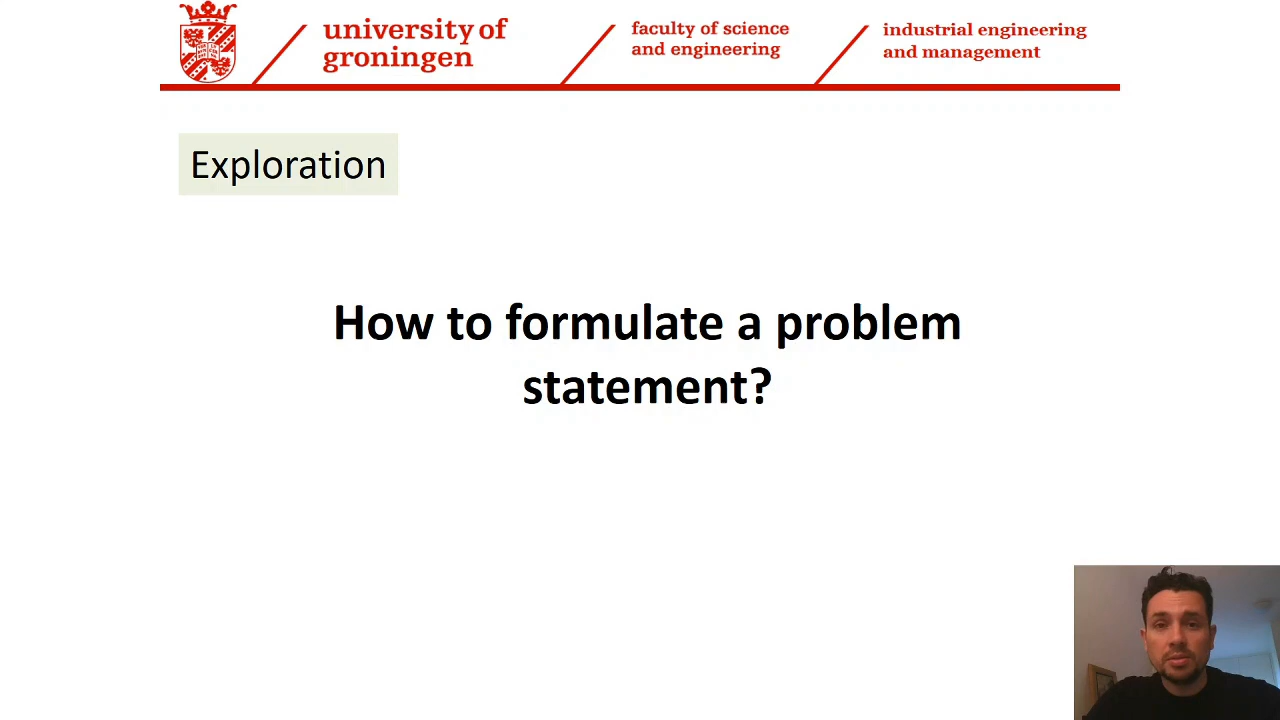 university of
groningen
faculty of science
and engineering
industrial engineering
and management
Exploration
How to formulate a problem
statement?